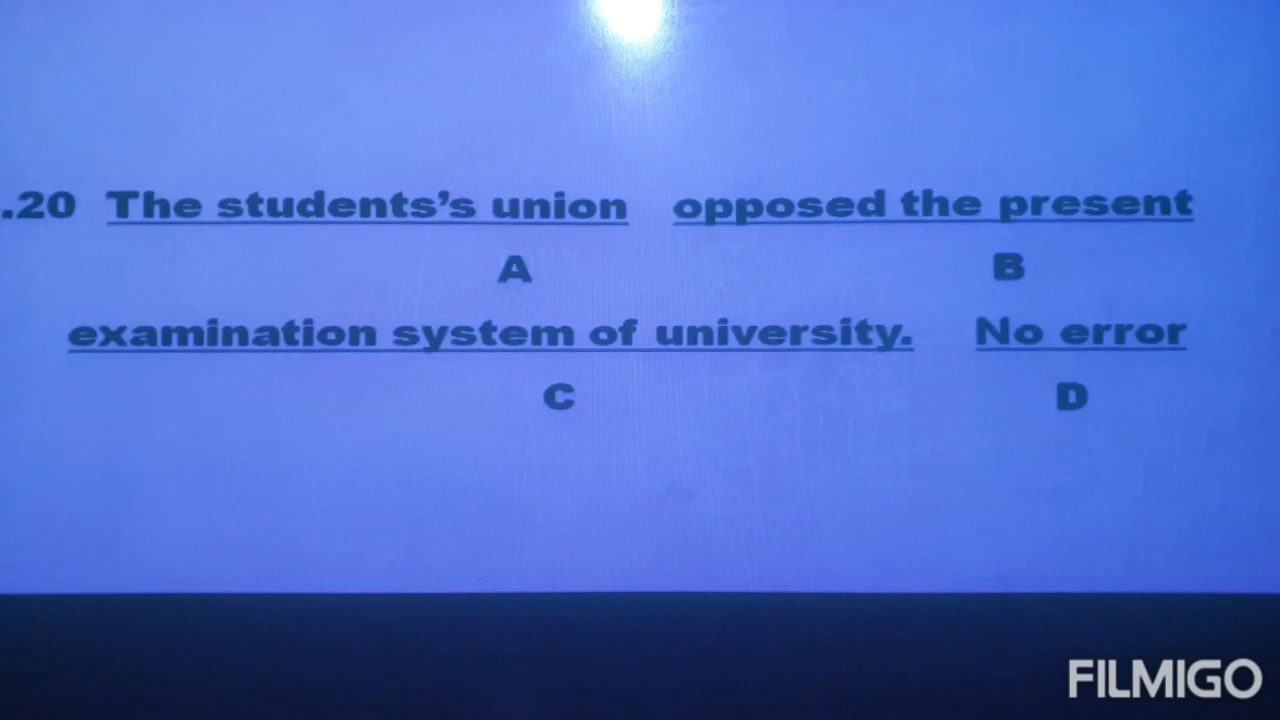 .20 The students's union opposed the present
A B
examination system of university. No error
C D
FILMIGO